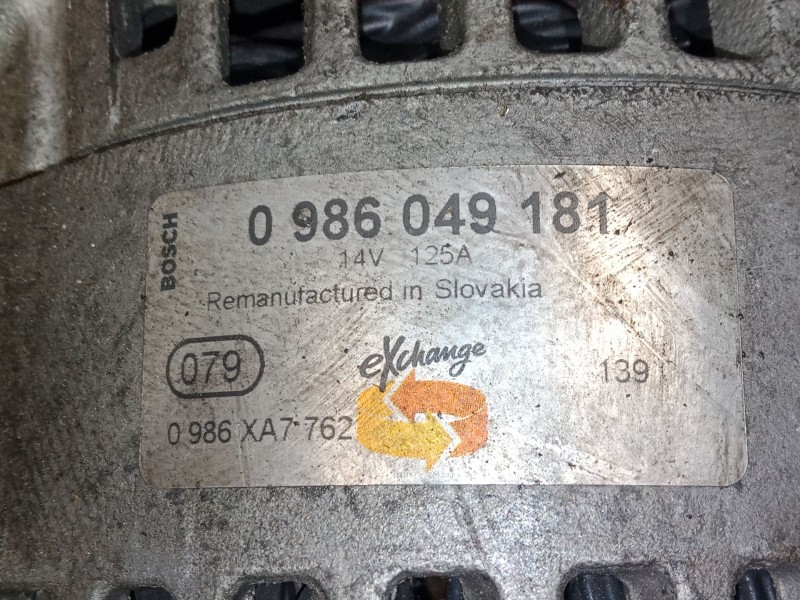 BOSCH
0 986 049 181
14V 125A
Remanufactured in Slovakia
079
eXchange
139
0 986 XA7 762